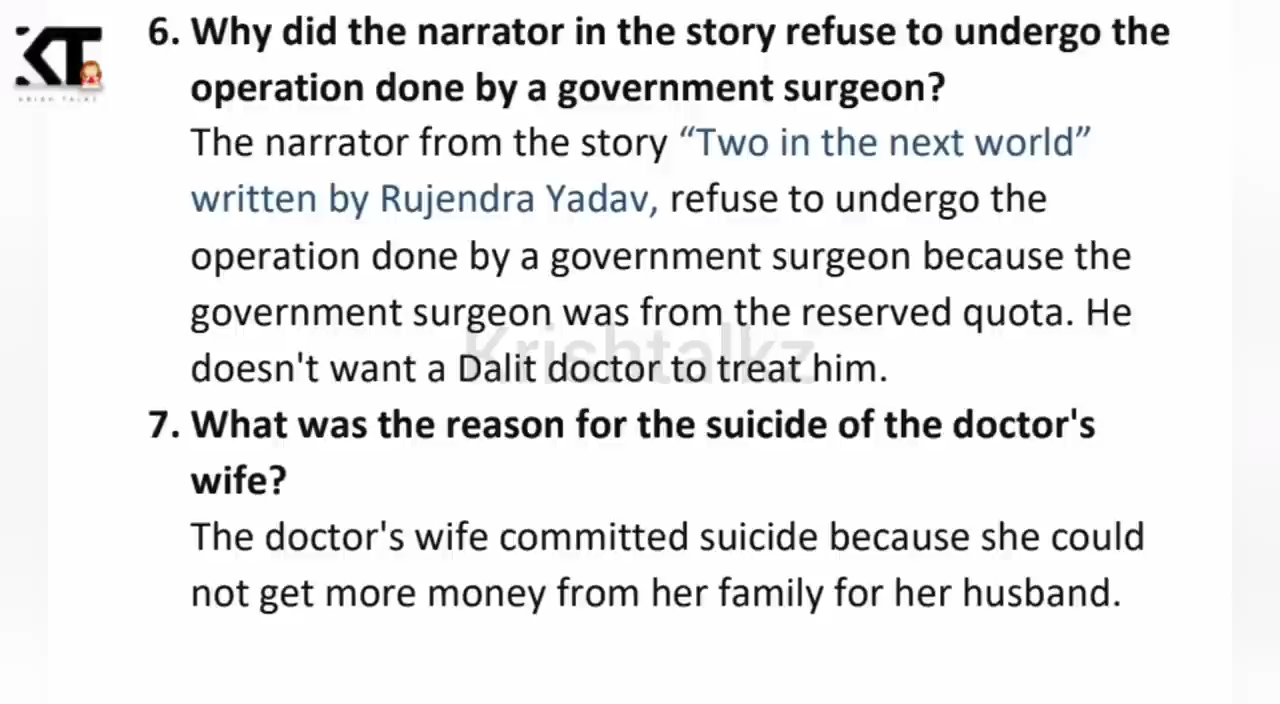 KT
KRISH TALKZ
6. Why did the narrator in the story refuse to undergo the
operation done by a government surgeon?
The narrator from the story “Two in the next world”
written by Rujendra Yadav, refuse to undergo the
operation done by a government surgeon because the
government surgeon was from the reserved quota. He
Krishtalkz
doesn't want a Dalit doctor to treat him.
7. What was the reason for the suicide of the doctor's
wife?
The doctor's wife committed suicide because she could
not get more money from her family for her husband.